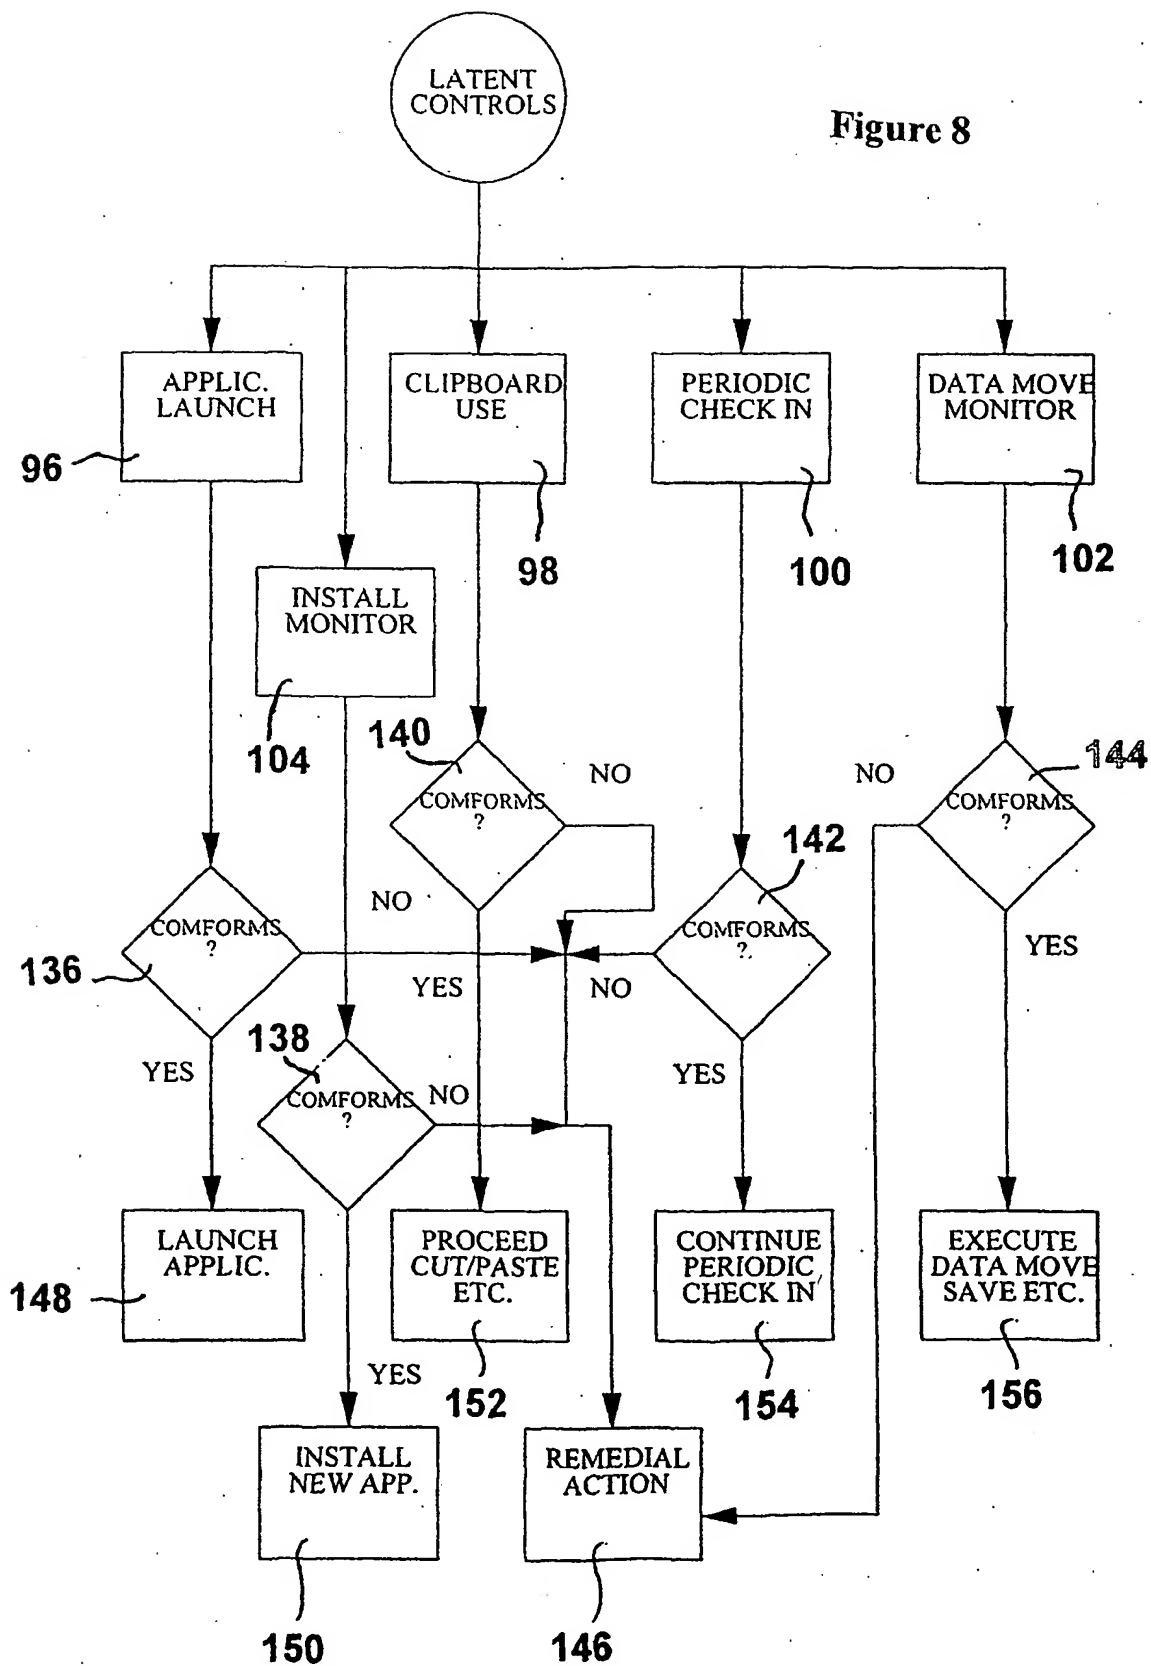 LATENT
CONTROLS
Figure 8
APPLIC.
LAUNCH
CLIPBOARD
USE
PERIODIC
CHECK IN
DATA MOVE
MONITOR
96
98
100
102
INSTALL
MONITOR
104
140
NO
COMFORMS
?
NO
144
COMFORMS
?
142
NO
COMFORMS
?
136
COMFORMS
?
YES
NO
YES
YES
138
COMFORMS
?
NO
YES
LAUNCH
APPLIC.
148
PROCEED
CUT/PASTE
ETC.
CONTINUE
PERIODIC
CHECK IN
EXECUTE
DATA MOVE
SAVE ETC.
YES
152
154
156
INSTALL
NEW APP.
REMEDIAL
ACTION
150
146